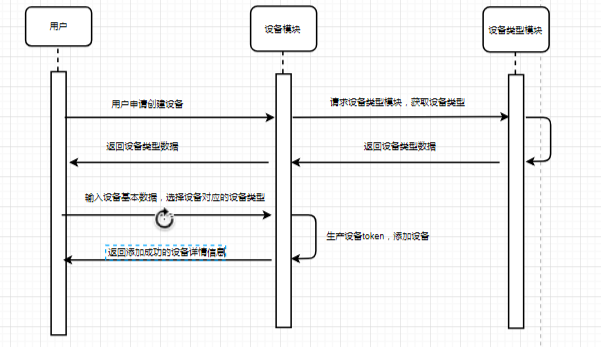 用户
设备模块
设备类型模块
用户申请创建设备
请求设备类型模块，获取设备类型
返回设备类型数据
返回设备类型数据
输入设备基本数据，选择设备对应的设备类型
生产设备token，添加设备
返回添加成功的设备详情信息